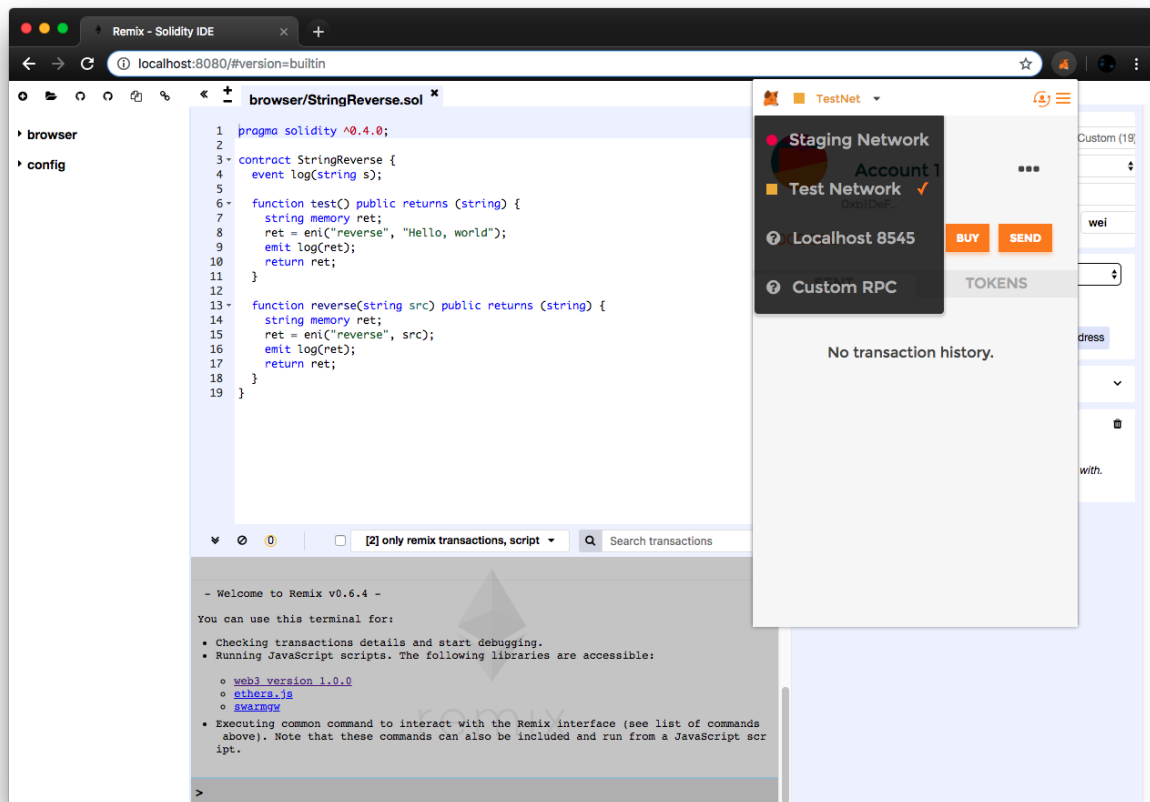 Remix - Solidity IDE
localhost:8080/#version=builtin
browser/StringReverse.sol
browser
config
1 pragma solidity ^0.4.0;
2
3 contract StringReverse {
4 event log(string s);
5
6 function test() public returns (string) {
7 string memory ret;
8 ret = eni("reverse", "Hello, world");
9 emit log(ret);
10 return ret;
11 }
12
13 function reverse(string src) public returns (string) {
14 string memory ret;
15 ret = eni("reverse", src);
16 emit log(ret);
17 return ret;
18 }
19 }
TestNet
Staging Network
Account 1
Test Network ✓
0xb1DeF...
Localhost 8545
Custom RPC
BUY
SEND
TOKENS
No transaction history.
Custom (19)
wei
dress
with.
0
[2] only remix transactions, script
Search transactions
- Welcome to Remix v0.6.4 -
You can use this terminal for:
• Checking transactions details and start debugging.
• Running JavaScript scripts. The following libraries are accessible:
o web3 version 1.0.0
o ethers.js
o swarmgw
remix
• Executing common command to interact with the Remix interface (see list of commands
above). Note that these commands can also be included and run from a JavaScript scr
ipt.
>